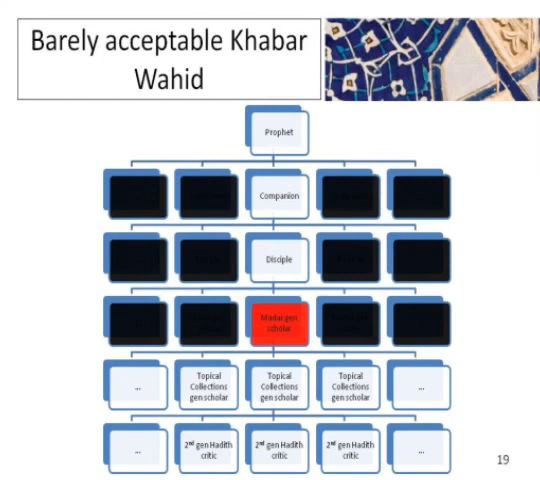 Barely acceptable Khabar
Wahid
Prophet
Companion
Disciple
Madar gen
scholar
...
Topical
Collections
gen scholar
Topical
Collections
gen scholar
Topical
Collections
gen scholar
...
...
2nd gen Hadith
critic
2nd gen Hadith
critic
2nd gen Hadith
critic
...
19